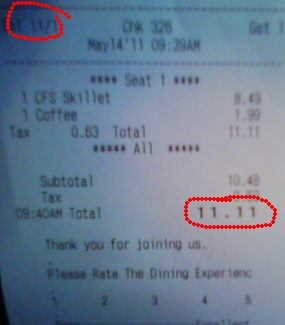 11/1 Chk 326 Gst 1
May14'11 09:39AM
**** Seat 1 ****
1 CFS Skillet 8.49
1 Coffee 1.99
Tax 0.63 Total 11.11
***** All *****
Subtotal 10.48
Tax
09:40AM Total 11.11
Thank you for joining us.
Please Rate The Dining Experienc
1 2 3 4 5
Excellent